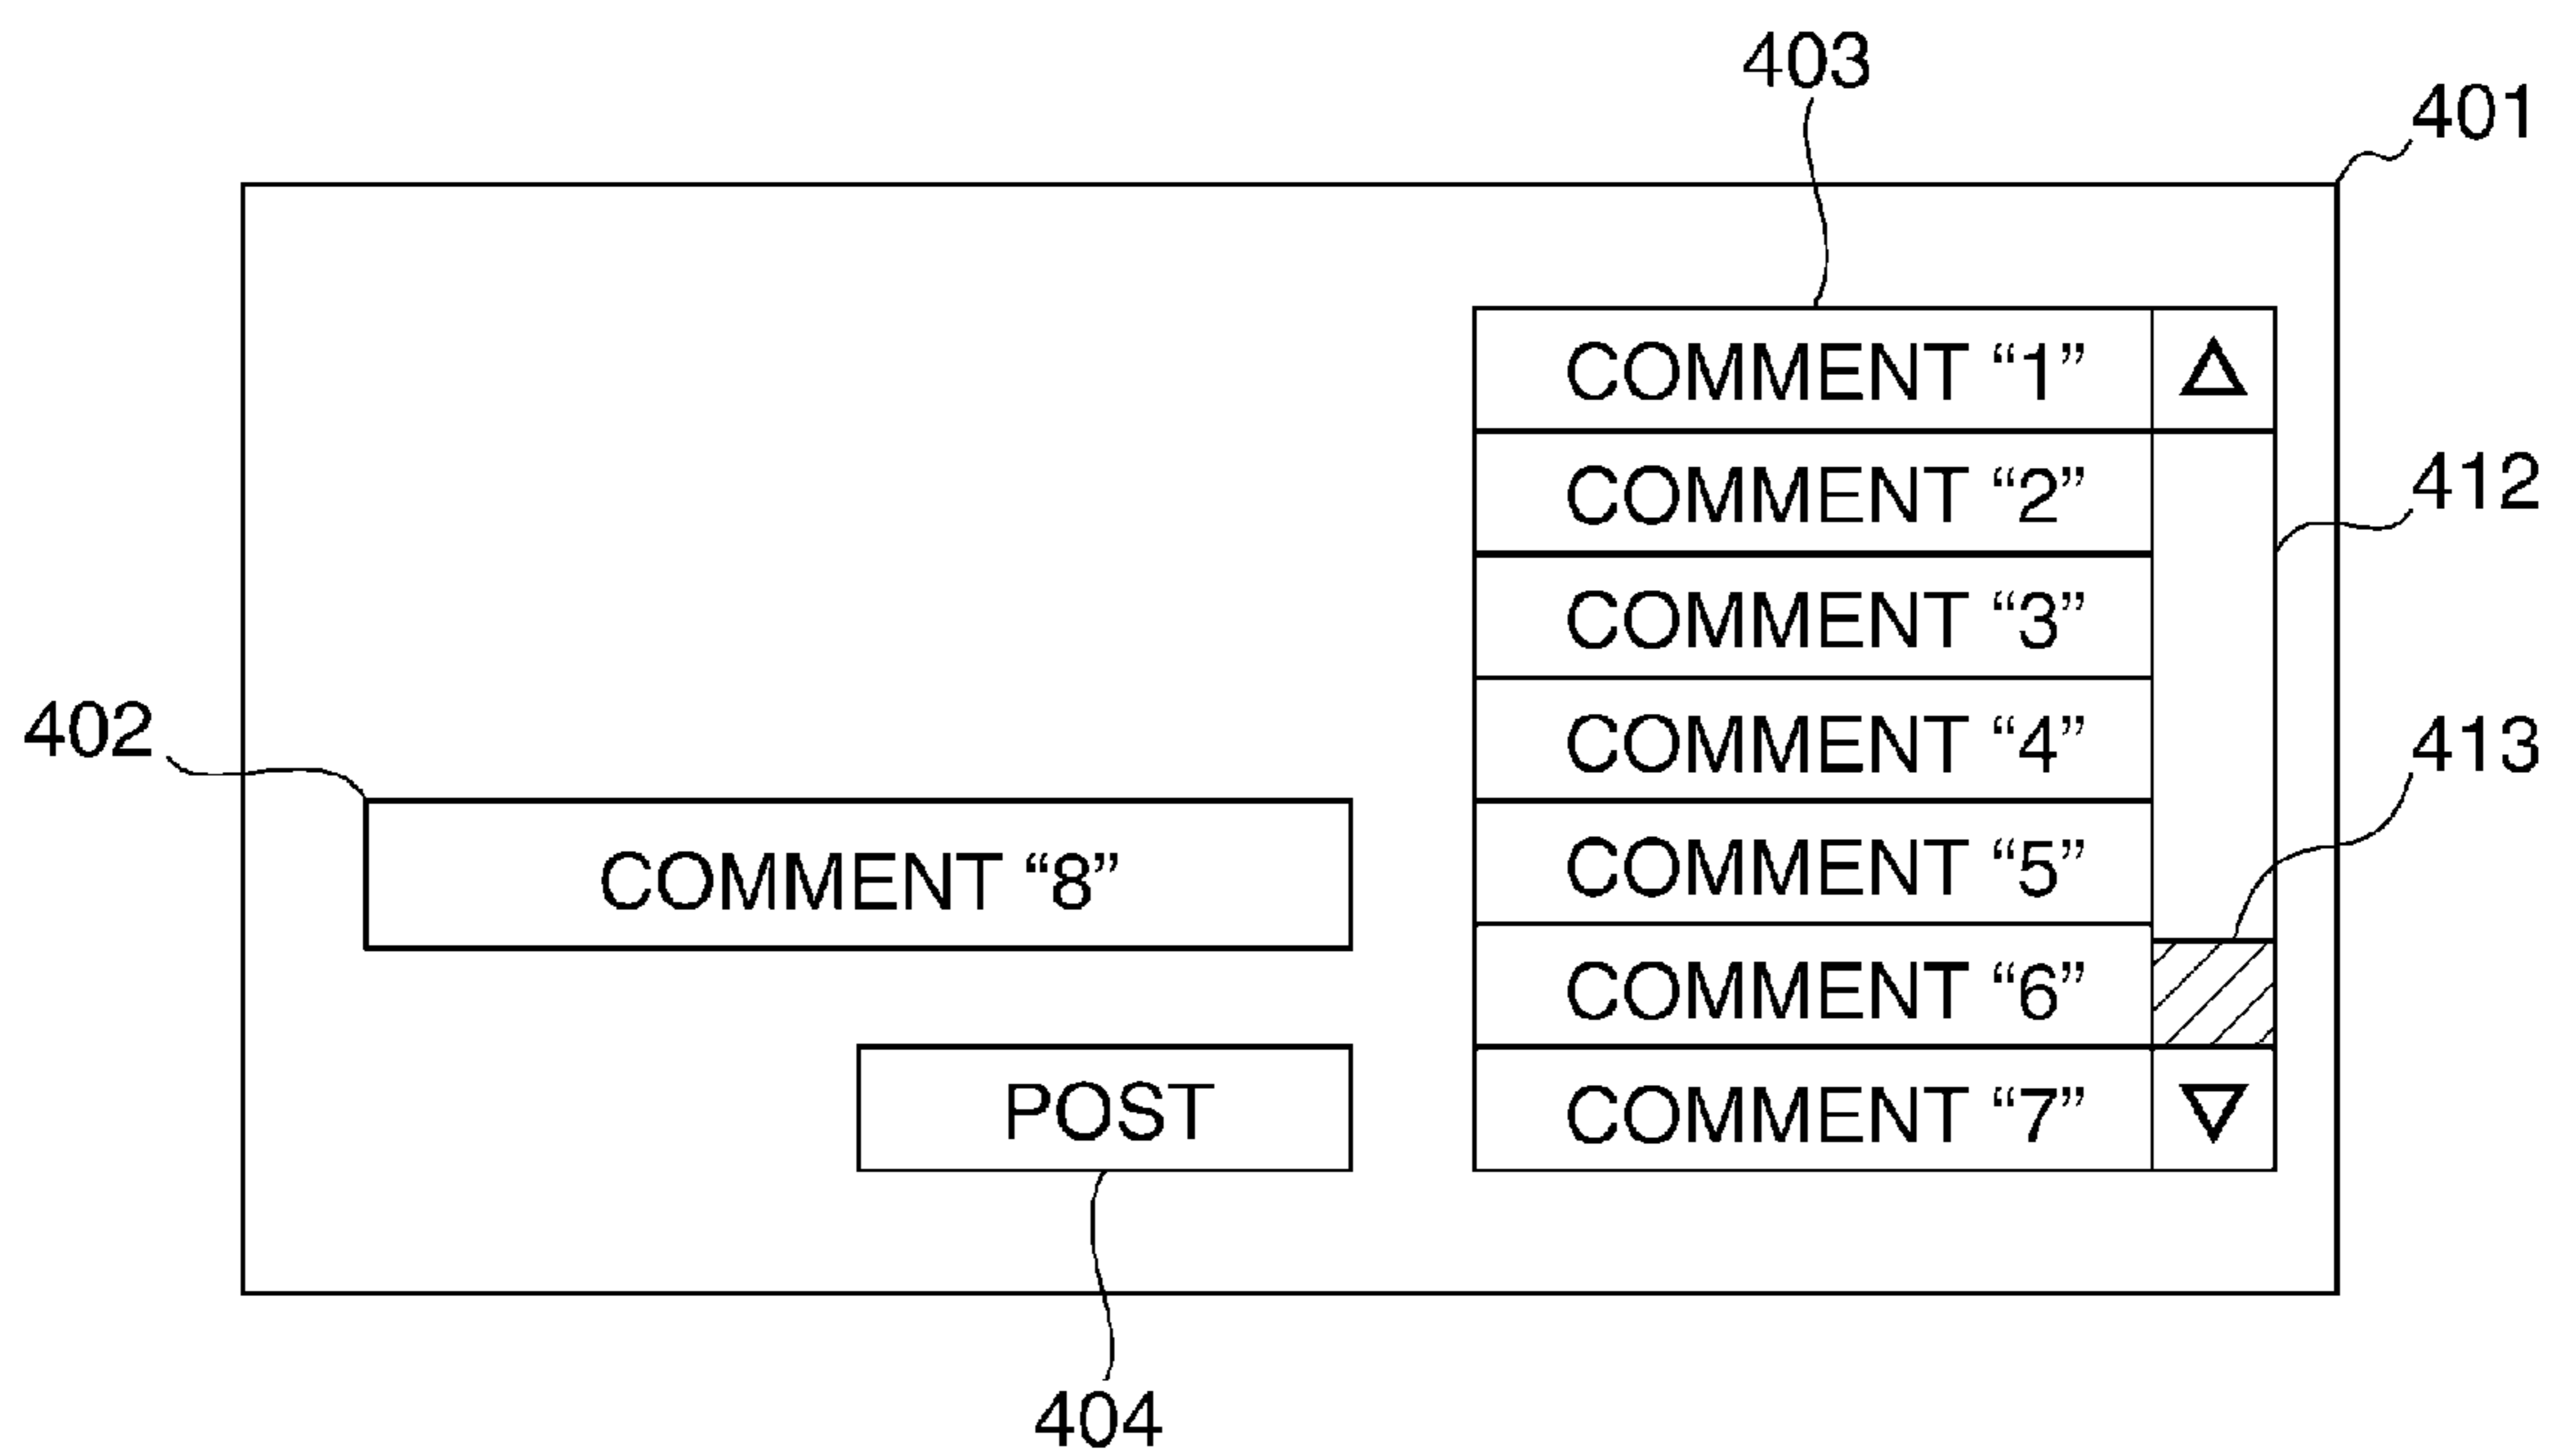 403
401
COMMENT “1”
COMMENT “2”
412
COMMENT “3”
COMMENT “4”
413
402
COMMENT “5”
COMMENT “8”
COMMENT “6”
POST
COMMENT “7”
404